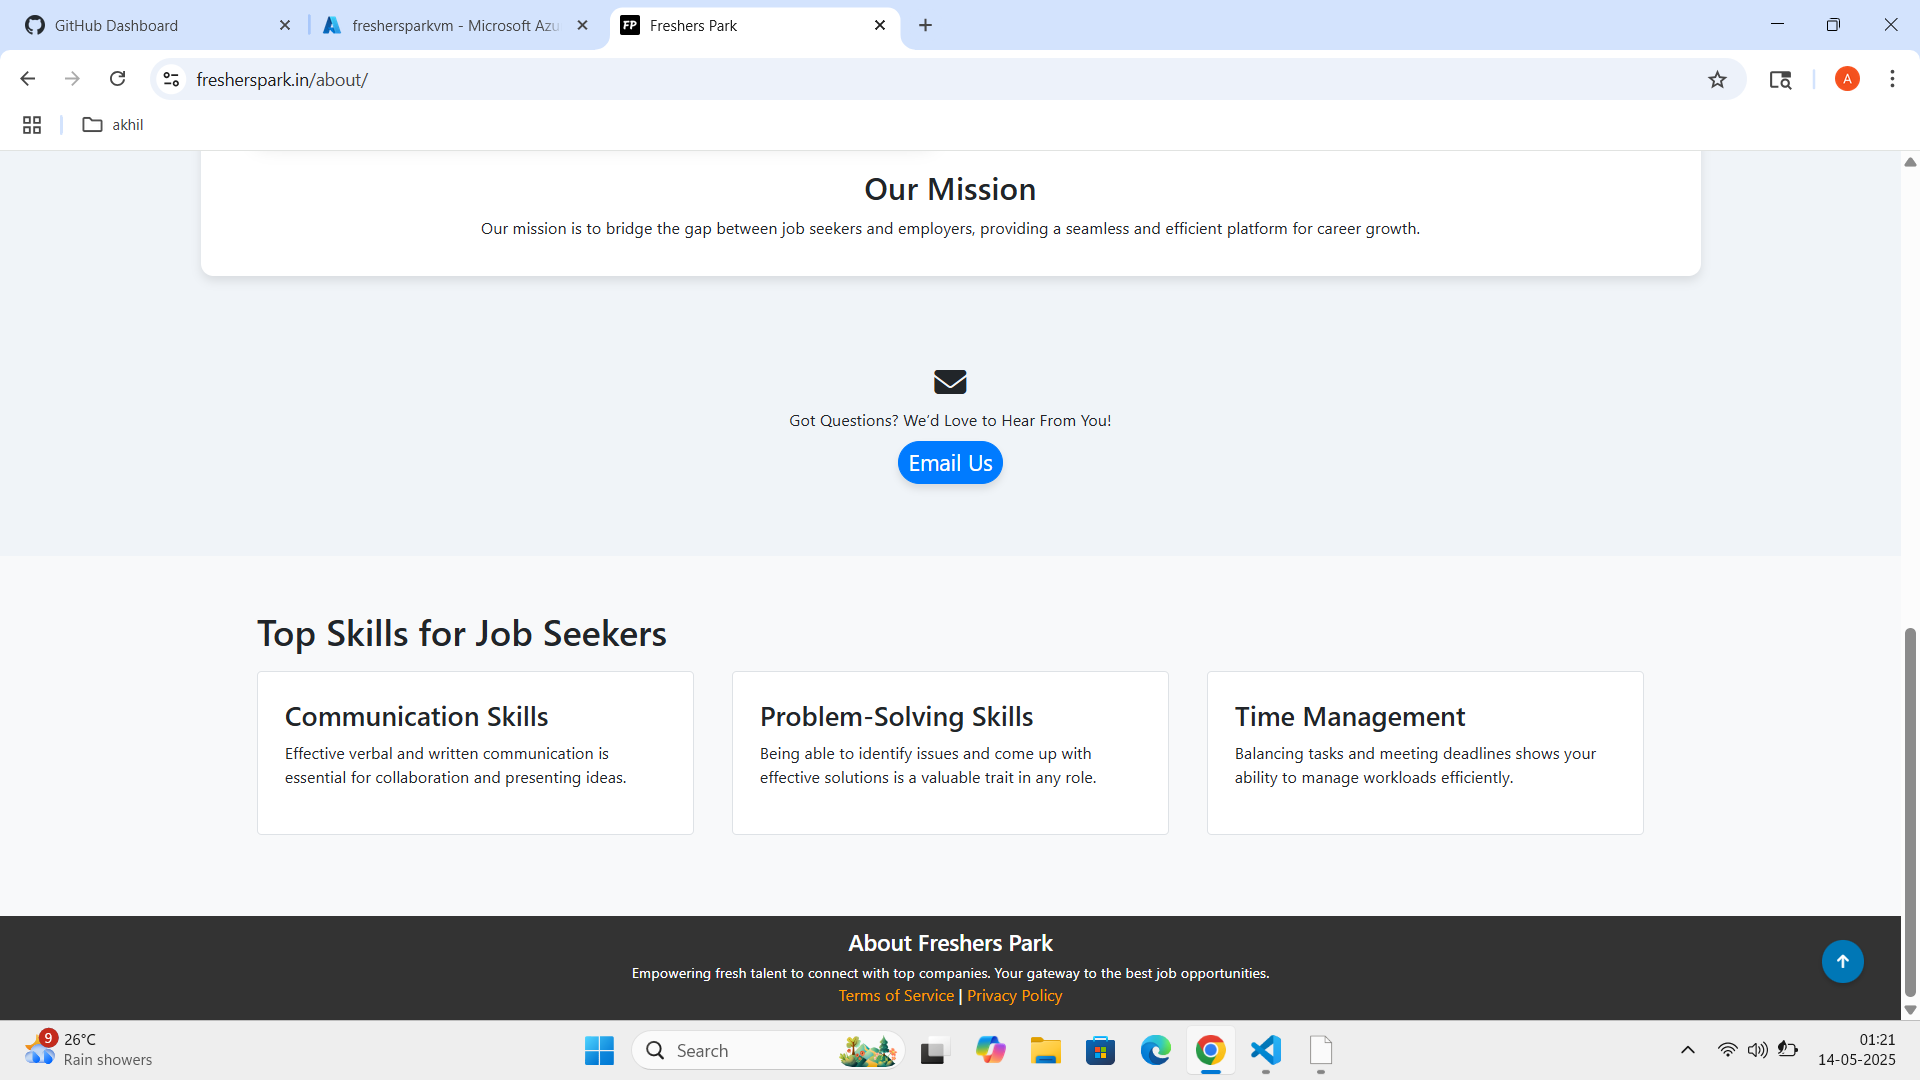 GitHub Dashboard
freshersparkvm - Microsoft Azu
FP
Freshers Park
fresherspark.in/about/
A
akhil
Our Mission
Our mission is to bridge the gap between job seekers and employers, providing a seamless and efficient platform for career growth.
Got Questions? We’d Love to Hear From You!
Email Us
Top Skills for Job Seekers
Communication Skills
Effective verbal and written communication is
essential for collaboration and presenting ideas.
Problem-Solving Skills
Being able to identify issues and come up with
effective solutions is a valuable trait in any role.
Time Management
Balancing tasks and meeting deadlines shows your
ability to manage workloads efficiently.
About Freshers Park
Empowering fresh talent to connect with top companies. Your gateway to the best job opportunities.
Terms of Service | Privacy Policy
9
26°C
Rain showers
Search
01:21
14-05-2025